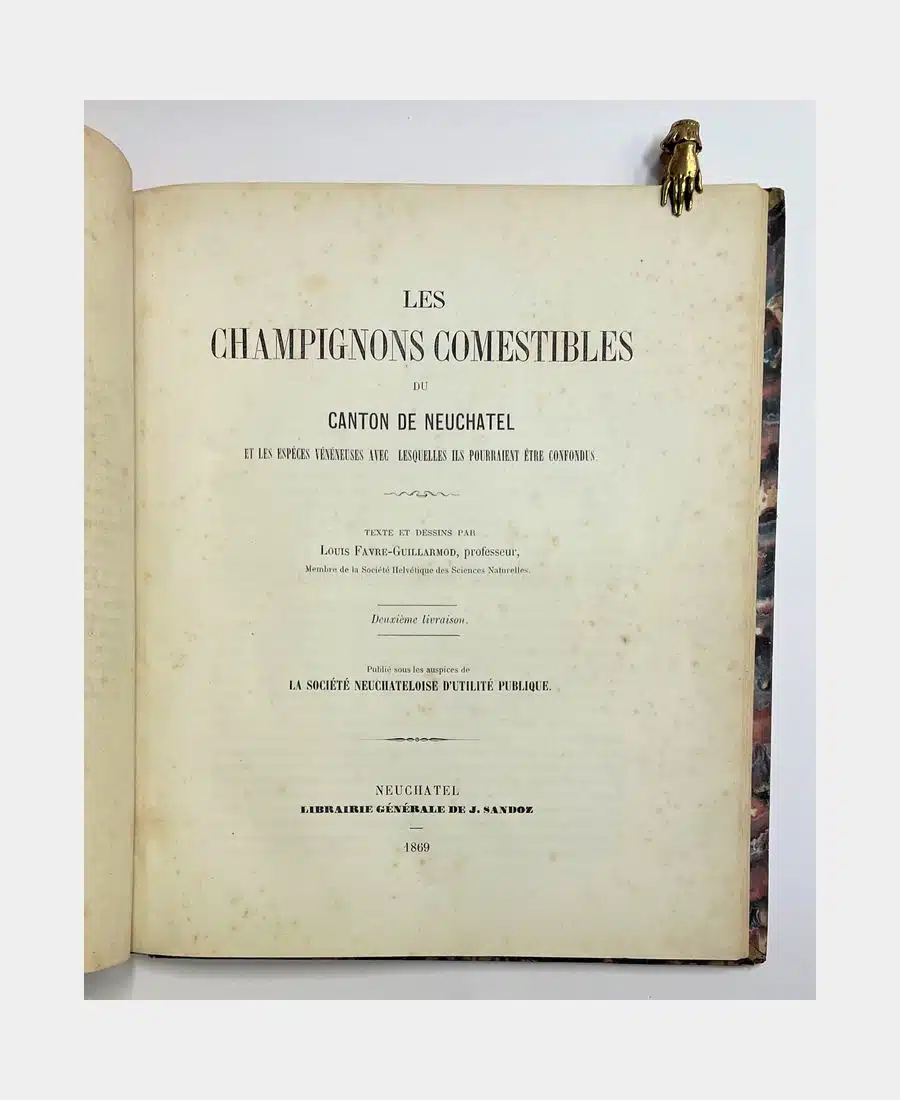 LES
CHAMPIGNONS COMESTIBLES
DU
CANTON DE NEUCHATEL
ET LES ESPÈCES VÉNÉNEUSES AVEC LESQUELLES ILS POURRAIENT ÊTRE CONFONDUS.
TEXTE ET DESSINS PAR
LOUIS FAVRE-GUILLARMOD, professeur,
Membre de la Société Helvétique des Sciences Naturelles.
Deuxième livraison.
Publié sous les auspices de
LA SOCIÉTÉ NEUCHATELOISE D'UTILITÉ PUBLIQUE.
NEUCHATEL
LIBRAIRIE GÉNÉRALE DE J. SANDOZ
1869